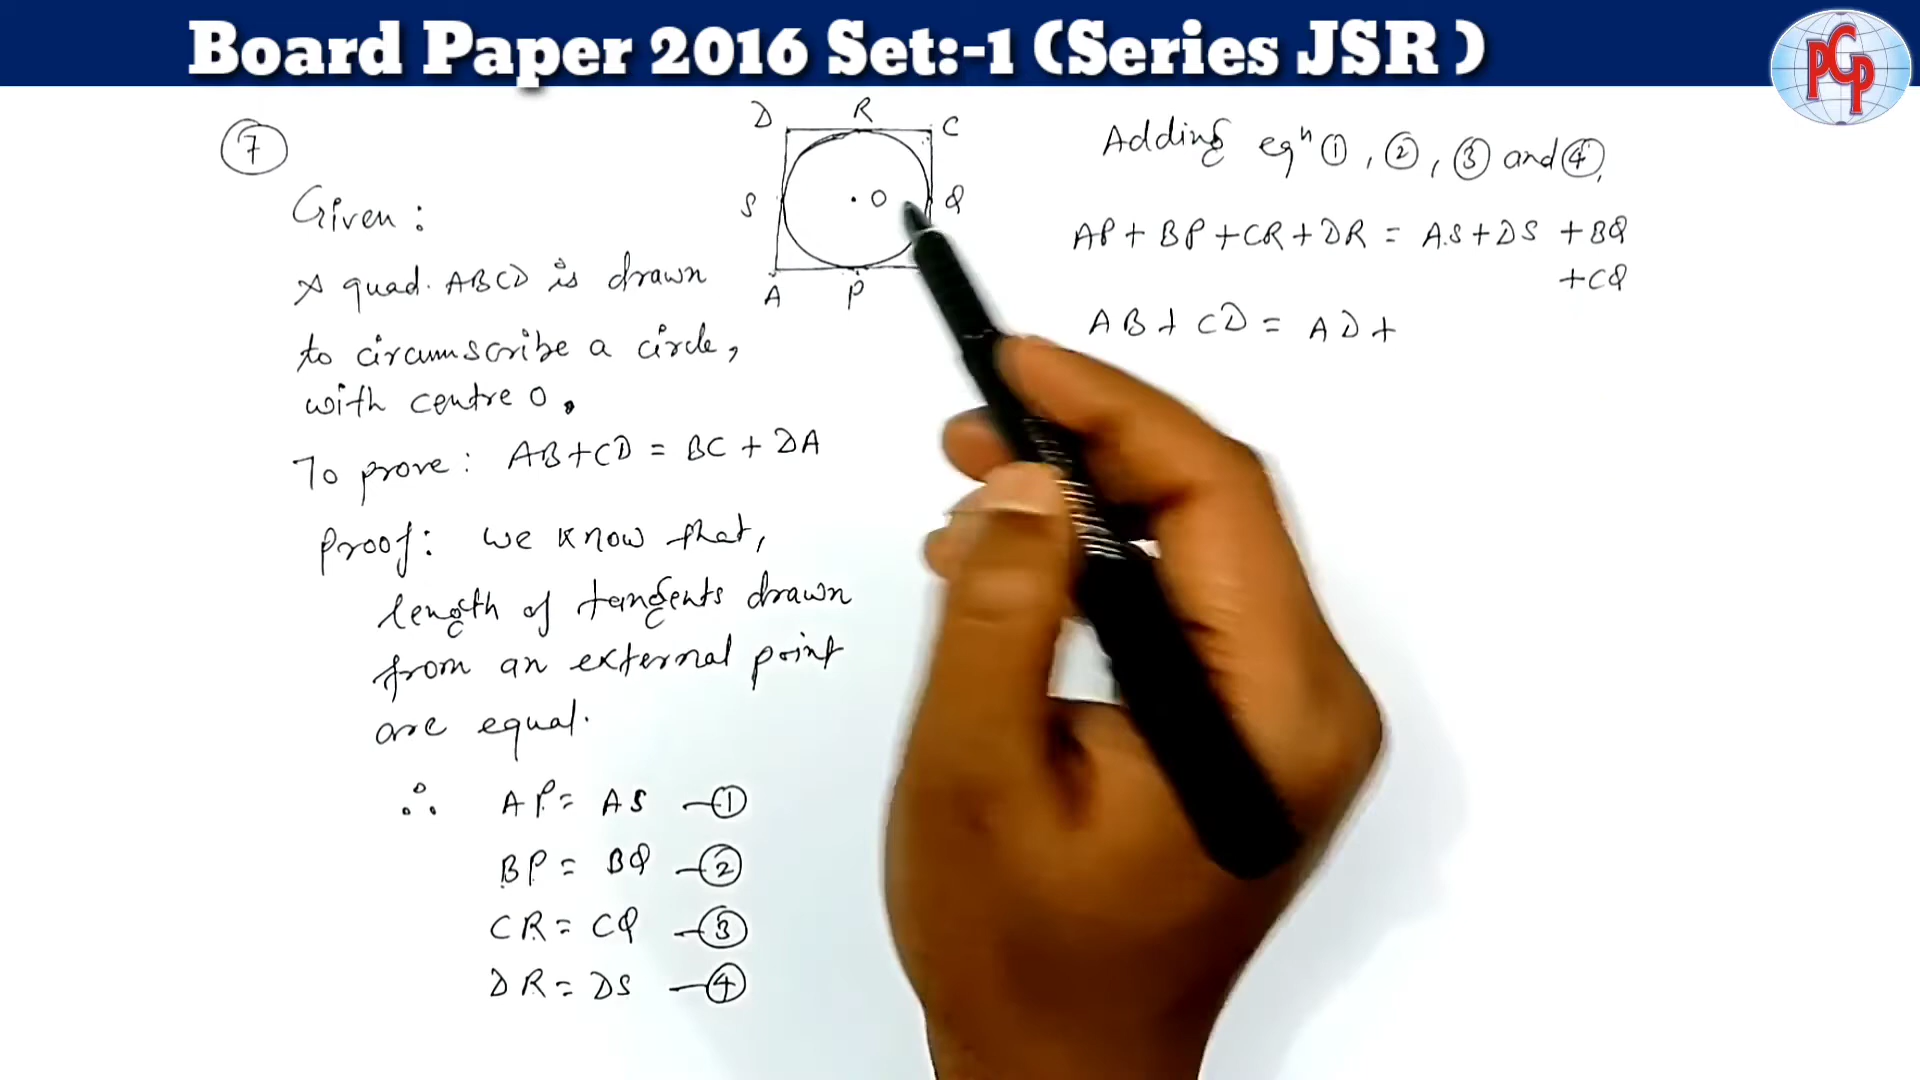 Board Paper 2016 Set:-1 (Series JSR )
PGP
7
D R C
S . O Q
A P
Given :
A quad. ABCD is drawn
to circumscribe a circle,
with centre O.
To prove : AB+CD = BC + DA
Proof : We know that,
length of tangents drawn
from an external point
are equal.
∴ AP = AS —①
BP = BQ —②
CR = CQ —③
DR = DS —④
Adding eqⁿ ①, ②, ③ and ④,
AP + BP + CR + DR = AS + DS + BQ
+ CQ
AB + CD = AD +